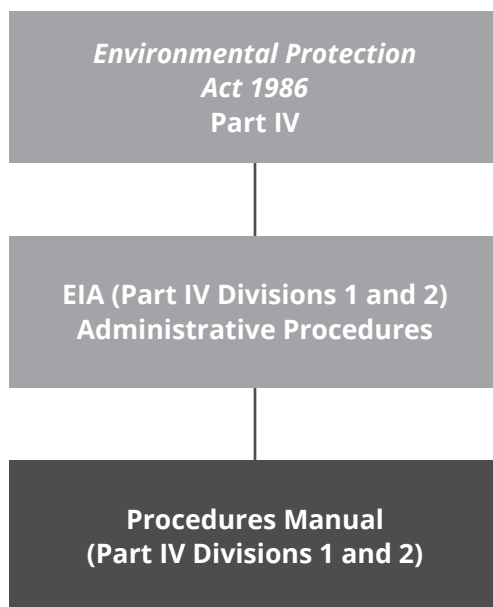 Environmental Protection
Act 1986
Part IV
EIA (Part IV Divisions 1 and 2)
Administrative Procedures
Procedures Manual
(Part IV Divisions 1 and 2)